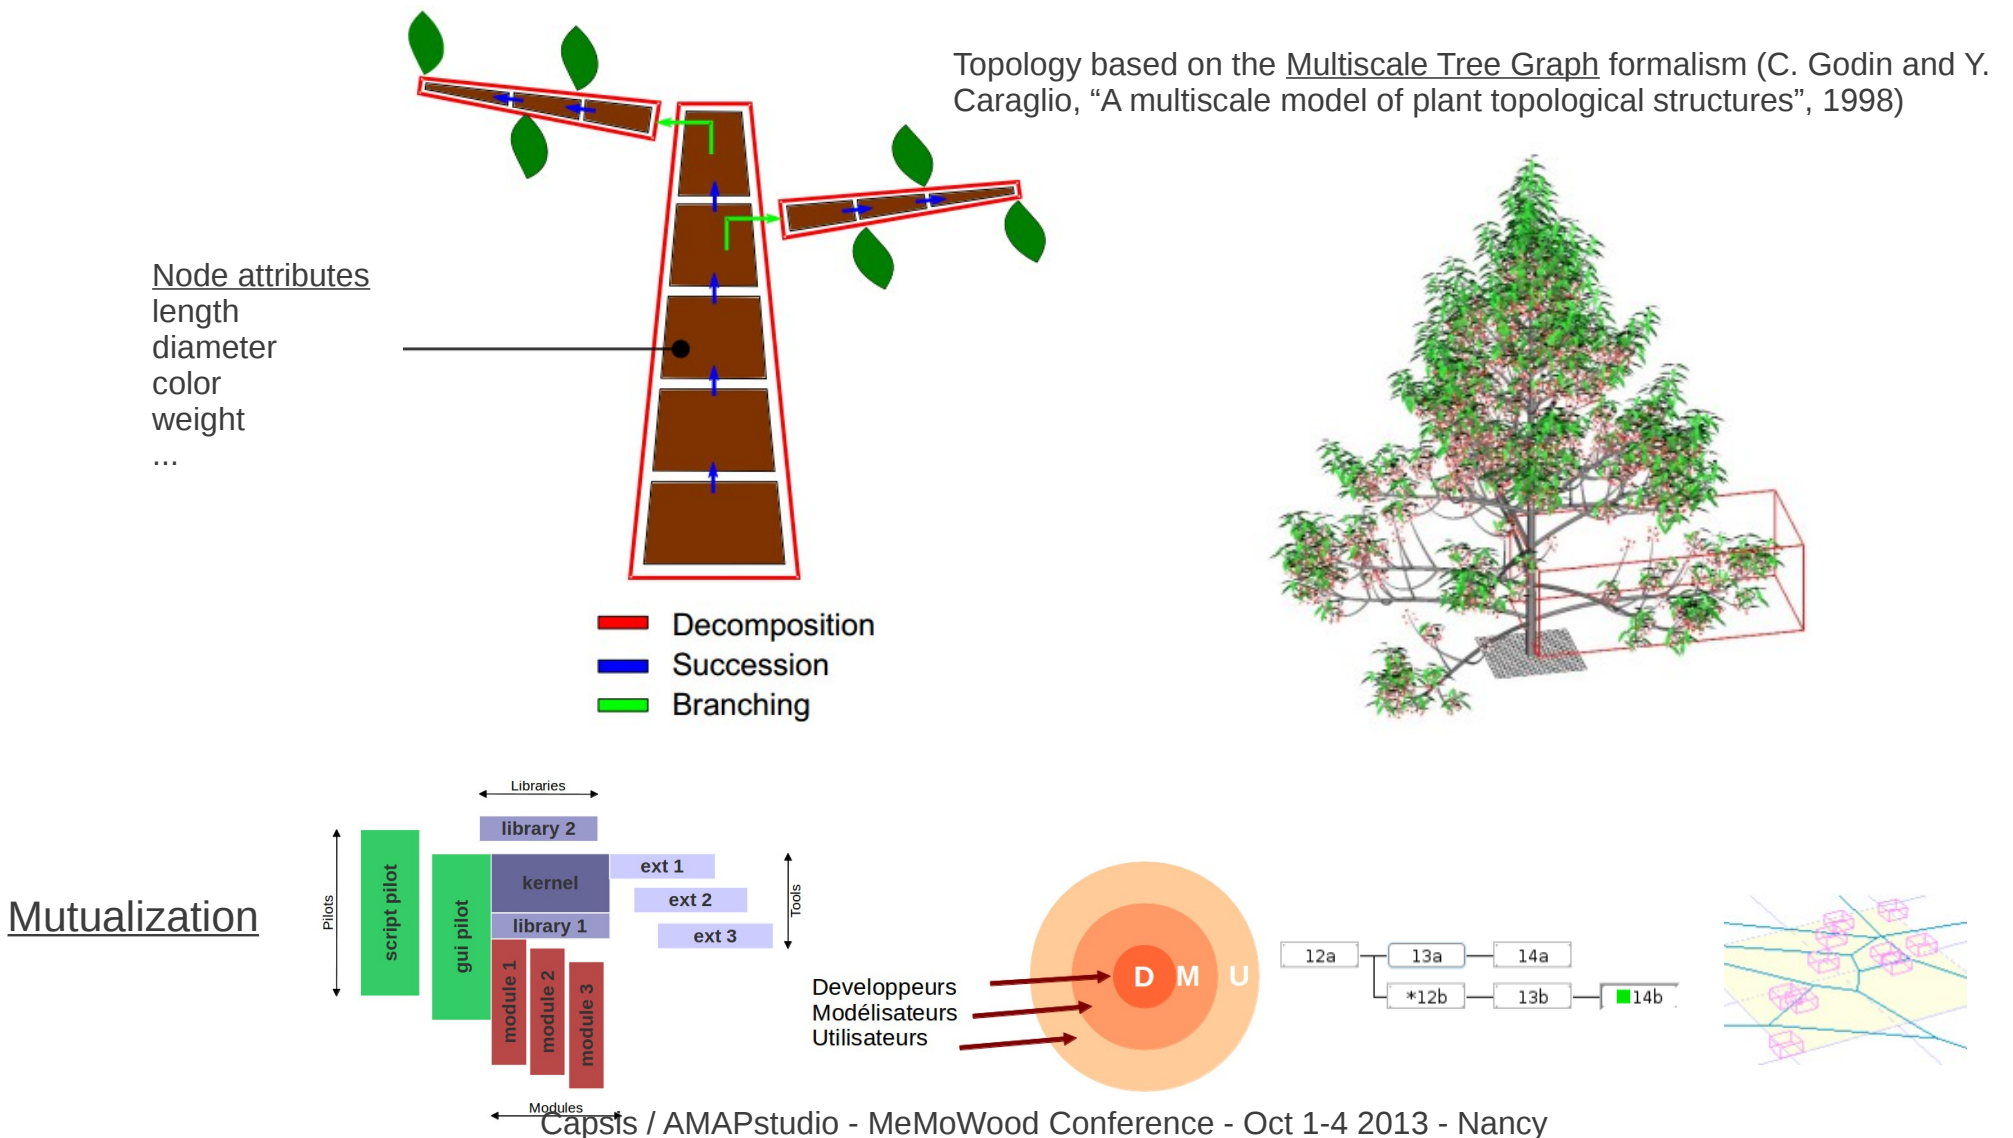 Topology based on the Multiscale Tree Graph formalism (C. Godin and Y.
Caraglio, “A multiscale model of plant topological structures”, 1998)
Node attributes
length
diameter
color
weight
...
Decomposition
Succession
Branching
Mutualization
Libraries
library 2
Pilots
script pilot
gui pilot
kernel
library 1
ext 1
ext 2
ext 3
Tools
module 1
module 2
module 3
Modules
Developpeurs
Modélisateurs
Utilisateurs
D M U
12a 13a 14a
*12b 13b 14b
Capsis / AMAPstudio - MeMoWood Conference - Oct 1-4 2013 - Nancy